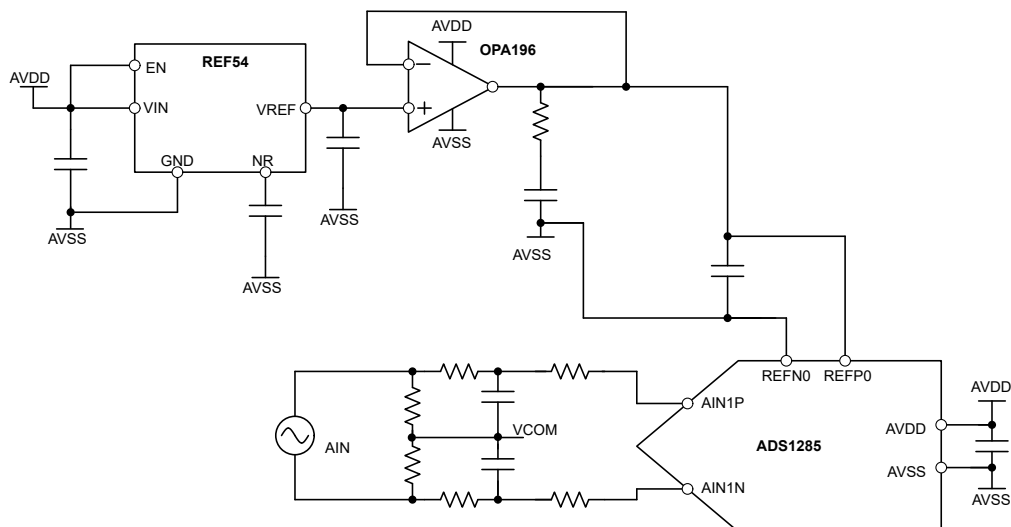 AVDD
OPA196
REF54
EN
AVDD
VIN
VREF
−
+
AVSS
GND
NR
AVSS
AVSS
AVSS
AVSS
REFN0
REFP0
AIN1P
VCOM
AIN
ADS1285
AVDD
AVDD
AVSS
AIN1N
AVSS